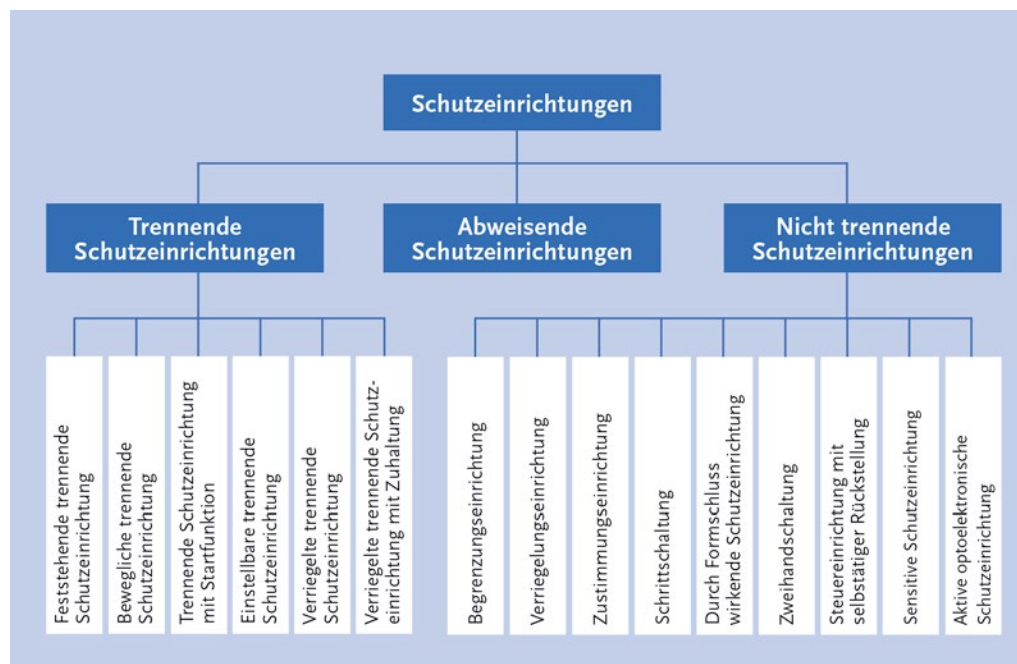 Schutzeinrichtungen
Trennende
Schutzeinrichtungen
Abweisende
Schutzeinrichtungen
Nicht trennende
Schutzeinrichtungen
Feststehende trennende
Schutzeinrichtung
Bewegliche trennende
Schutzeinrichtung
Trennende Schutzeinrichtung
mit Startfunktion
Einstellbare trennende
Schutzeinrichtung
Verriegelte trennende
Schutzeinrichtung
Verriegelte trennende Schutz-
einrichtung mit Zuhaltung
Begrenzungseinrichtung
Verriegelungseinrichtung
Zustimmungseinrichtung
Schrittschaltung
Durch Formschluss
wirkende Schutzeinrichtung
Zweihandschaltung
Steuereinrichtung mit
selbstätiger Rückstellung
Sensitive Schutzeinrichtung
Aktive optoelektronische
Schutzeinrichtung